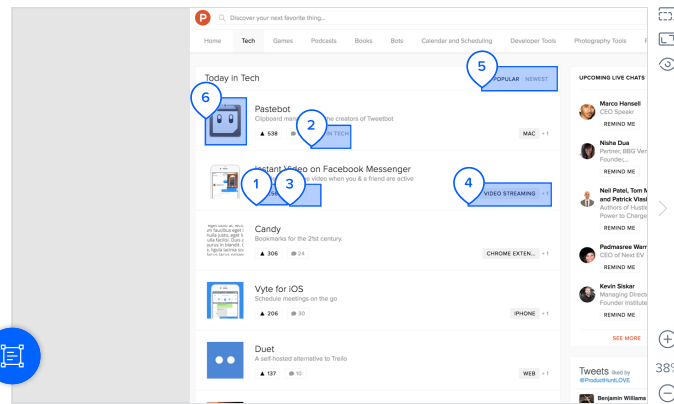 P Discover your next favorite thing...
Home Tech Games Podcasts Books Bots Calendar and Scheduling Developer Tools Photography Tools
Today in Tech
5
POPULAR NEWEST
6
Pastebot
Clipboard the creators of Tweetbot
538
2
IN TECH
MAC + 1
Instant Video on Facebook Messenger
video when you & a friend are active
1
3
4
VIDEO STREAMING + 1
Candy
Bookmarks for the 21st century.
306 24
CHROME EXTEN... + 1
Vyte for iOS
Schedule meetings on the go
206 30
IPHONE + 1
Duet
A self-hosted alternative to Trello
137 10
WEB + 1
UPCOMING LIVE CHATS
Marco Hansell
CEO Speakr
REMIND ME
Nisha Dua
Partner, BBG Ver
Founder,...
REMIND ME
Neil Patel, Tom
and Patrick Vlas
Authors of Hustle
Power to Charge
REMIND ME
Padmasree Warr
CEO of Next EV
REMIND ME
Kevin Siskar
Managing Direct
Founder Institute
REMIND ME
SEE MORE
Tweets liked by
@ProductHuntLOVE
Benjamin Williams
38%